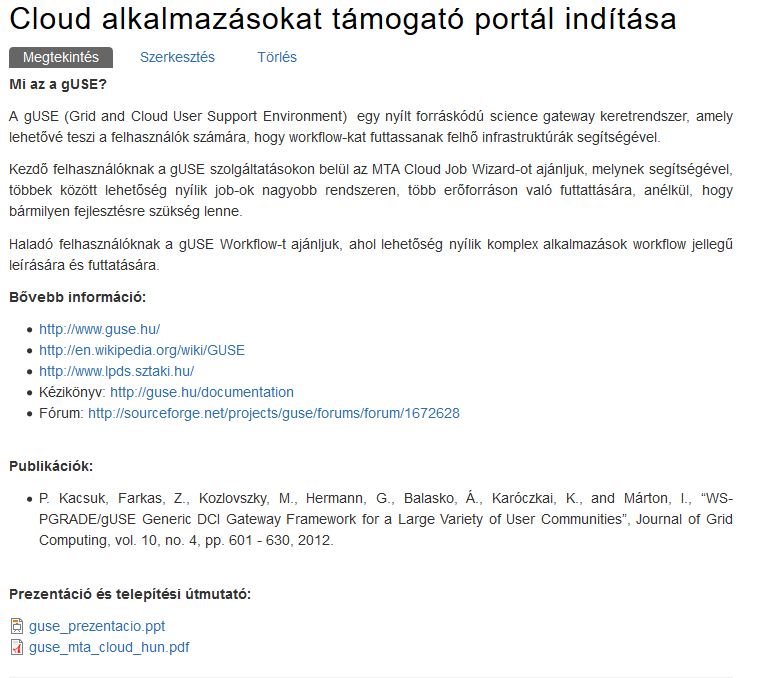 Cloud alkalmazásokat támogató portál indítása
Megtekintés Szerkesztés Törlés
Mi az a gUSE?
A gUSE (Grid and Cloud User Support Environment) egy nyílt forráskódú science gateway keretrendszer, amely
lehetővé teszi a felhasználók számára, hogy workflow-kat futtassanak felhő infrastruktúrák segítségével.
Kezdő felhasználóknak a gUSE szolgáltatásokon belül az MTA Cloud Job Wizard-ot ajánljuk, melynek segítségével,
többek között lehetőség nyílik job-ok nagyobb rendszeren, több erőforráson való futtattására, anélkül, hogy
bármilyen fejlesztésre szükség lenne.
Haladó felhasználóknak a gUSE Workflow-t ajánljuk, ahol lehetőség nyílik komplex alkalmazások workflow jellegű
leírására és futtatására.
Bővebb információ:
• http://www.guse.hu/
• http://en.wikipedia.org/wiki/GUSE
• http://www.lpds.sztaki.hu/
• Kézikönyv: http://guse.hu/documentation
• Fórum: http://sourceforge.net/projects/guse/forums/forum/1672628
Publikációk:
• P. Kacsuk, Farkas, Z., Kozlovszky, M., Hermann, G., Balasko, Á., Karóczkai, K., and Márton, I., “WS-
PGRADE/gUSE Generic DCI Gateway Framework for a Large Variety of User Communities”, Journal of Grid
Computing, vol. 10, no. 4, pp. 601 - 630, 2012.
Prezentáció és telepítési útmutató:
guse_prezentacio.ppt
guse_mta_cloud_hun.pdf